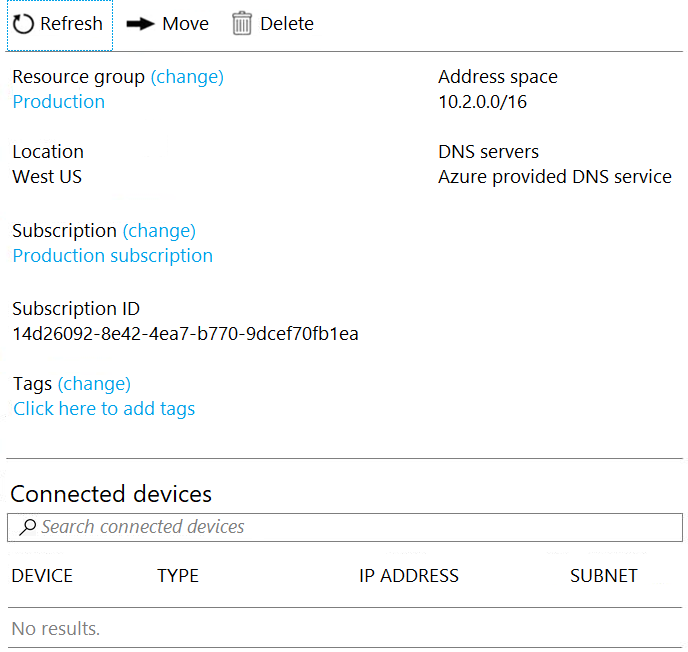 Refresh Move Delete
Resource group (change)
Production
Address space
10.2.0.0/16
Location
West US
DNS servers
Azure provided DNS service
Subscription (change)
Production subscription
Subscription ID
14d26092-8e42-4ea7-b770-9dcef70fb1ea
Tags (change)
Click here to add tags
Connected devices
Search connected devices
DEVICE TYPE IP ADDRESS SUBNET
No results.